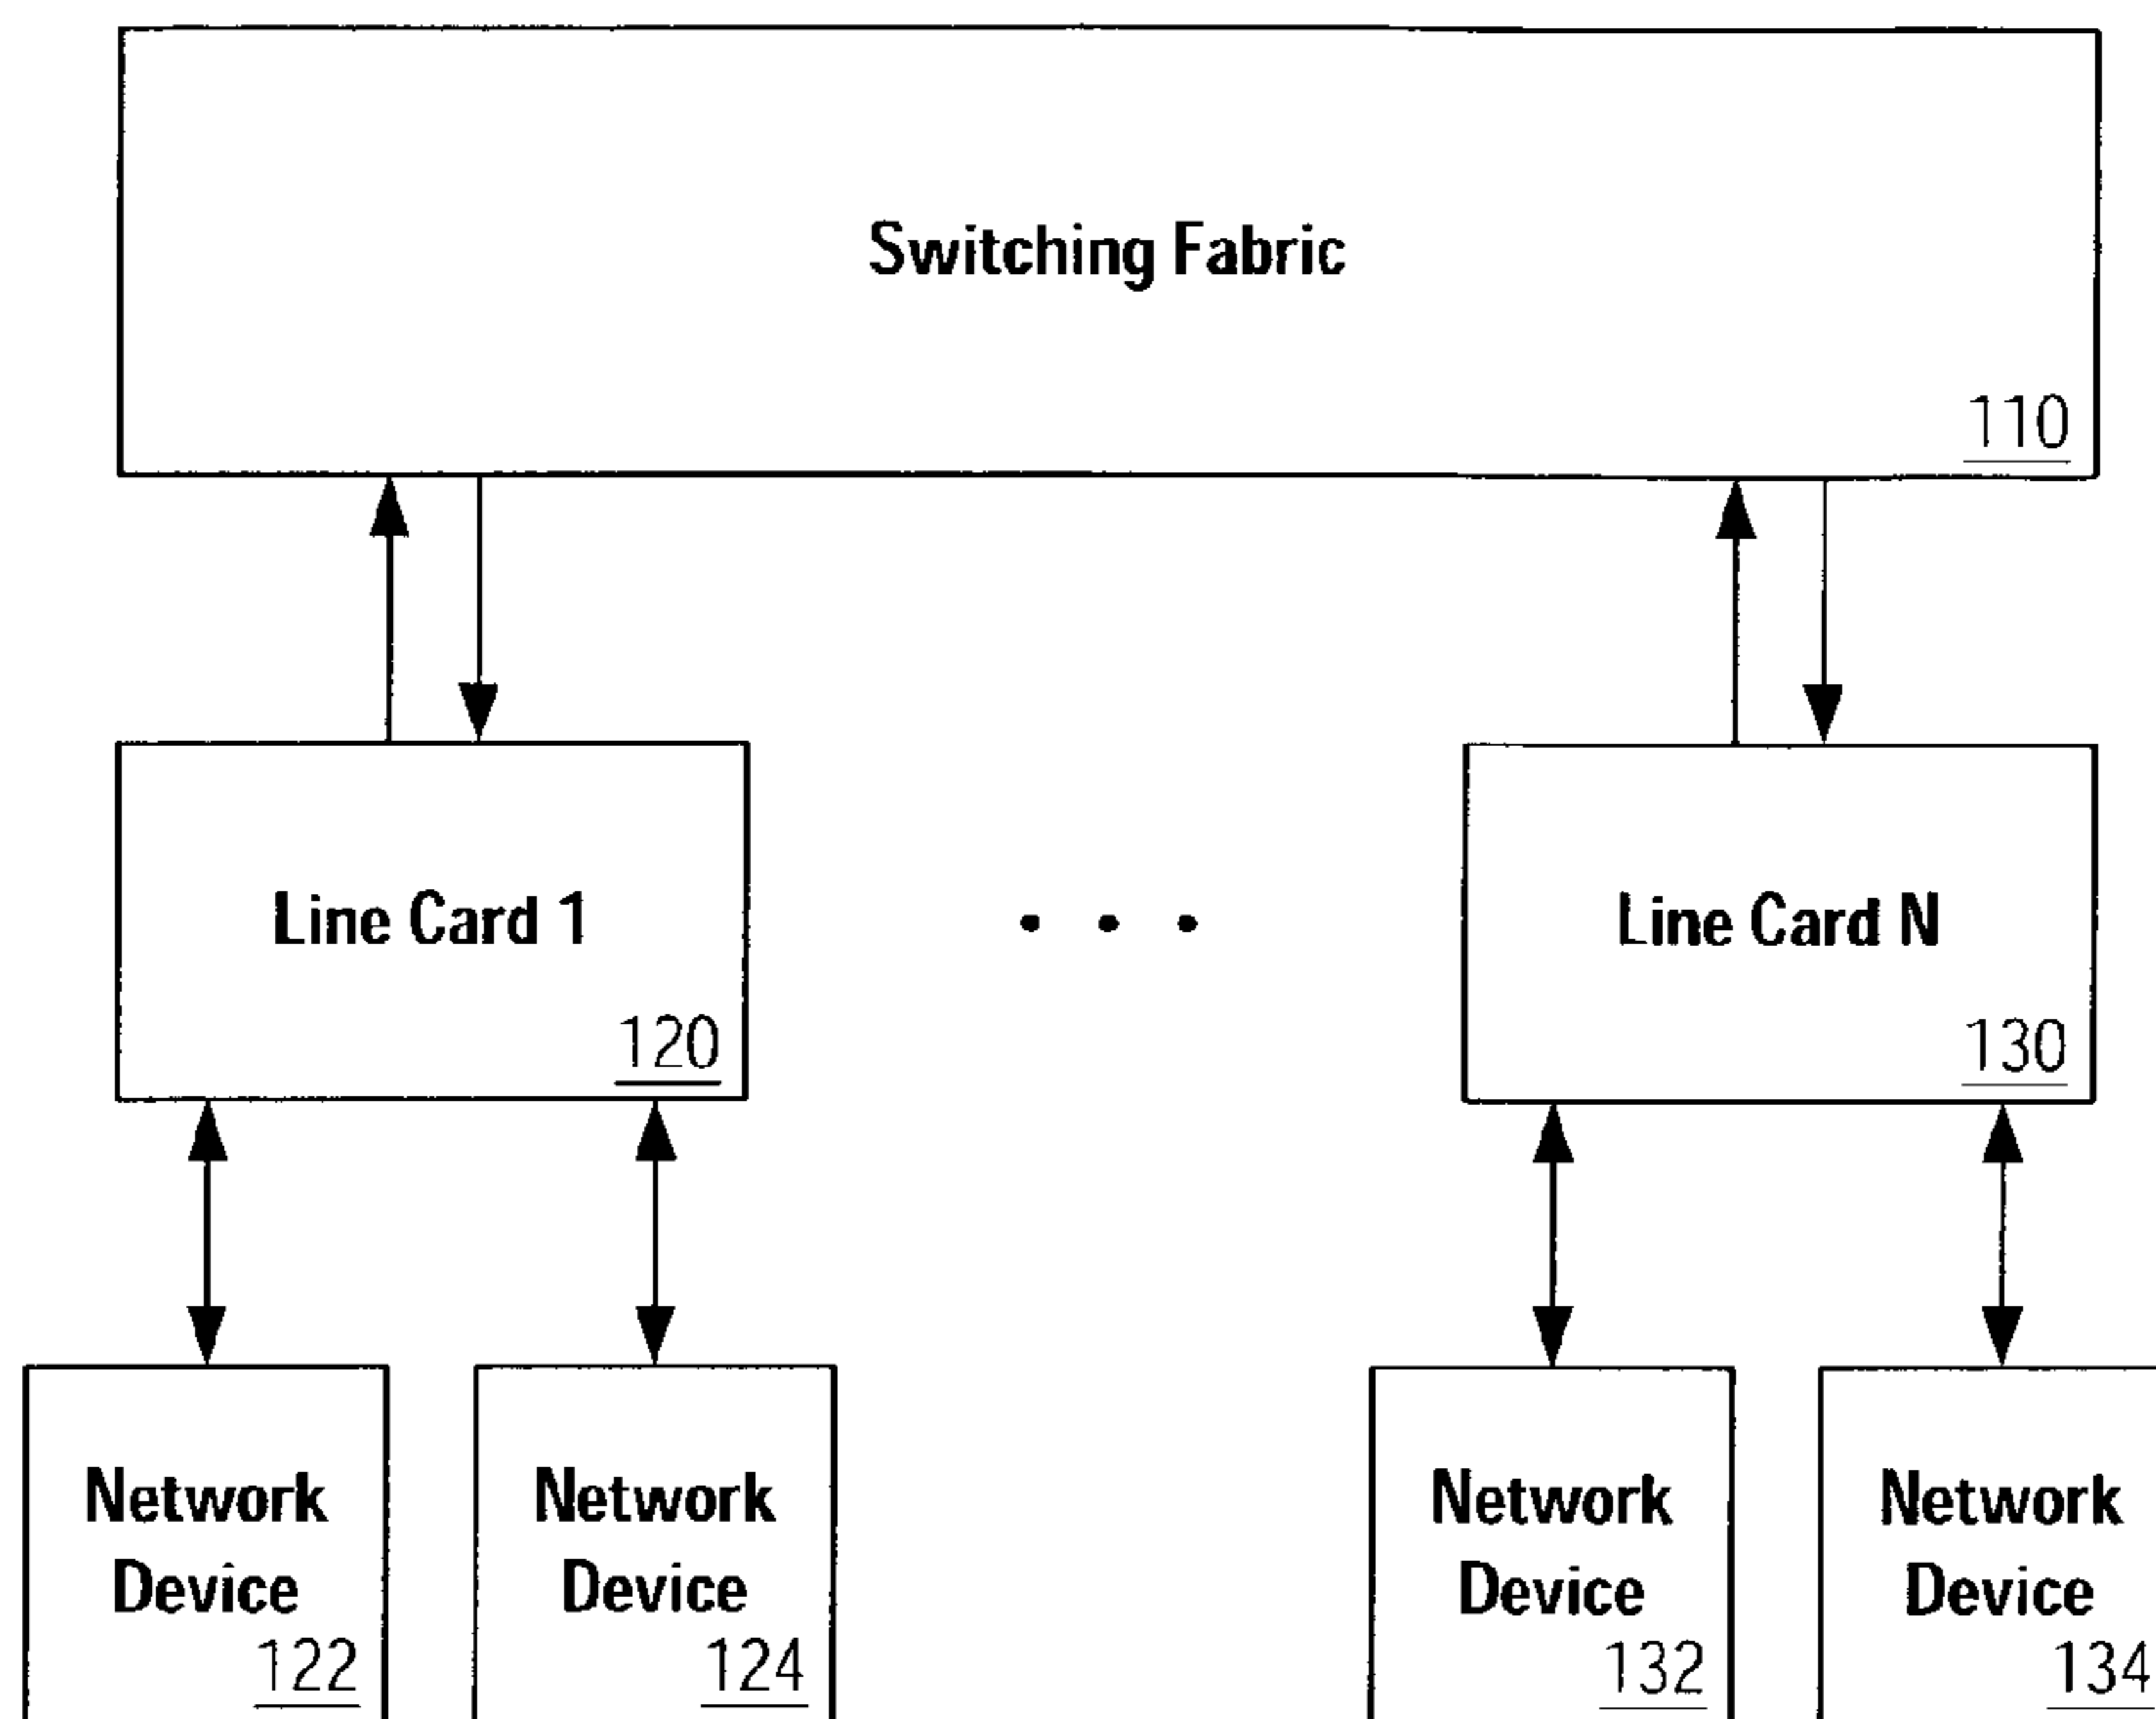 Switching Fabric
110
Line Card 1
120
• • •
Line Card N
130
Network
Device
122
Network
Device
124
Network
Device
132
Network
Device
134